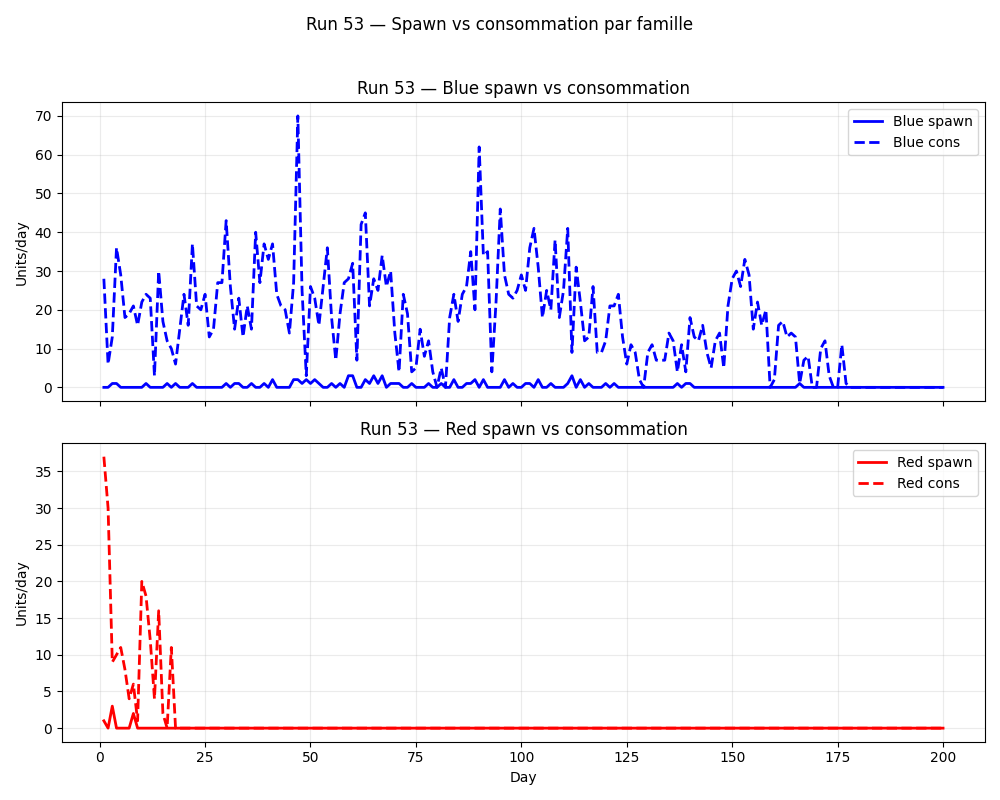 Run 53 — Spawn vs consommation par famille
Run 53 — Blue spawn vs consommation
70
60
50
40
30
20
10
0
Units/day
Blue spawn
Blue cons
Run 53 — Red spawn vs consommation
35
30
25
20
15
10
5
0
Units/day
Red spawn
Red cons
0 25 50 75 100 125 150 175 200
Day